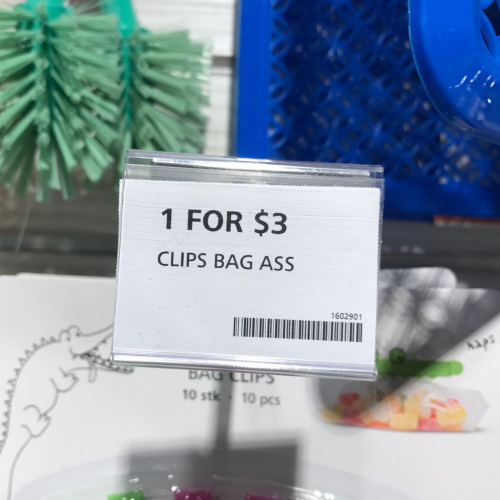 1 FOR $3
CLIPS BAG ASS
1602901
BAG CLIPS
10 stk · 10 pcs